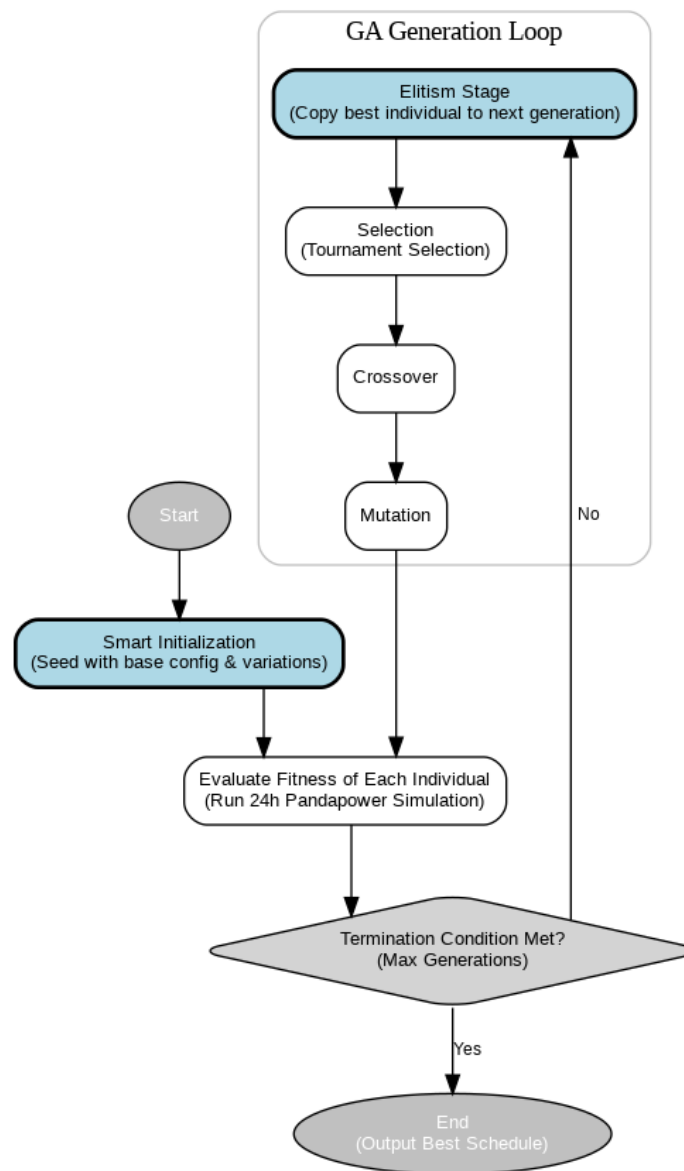 GA Generation Loop
Elitism Stage
(Copy best individual to next generation)
Selection
(Tournament Selection)
Crossover
Mutation
Start
No
Smart Initialization
(Seed with base config & variations)
Evaluate Fitness of Each Individual
(Run 24h Pandapower Simulation)
Termination Condition Met?
(Max Generations)
Yes
End
(Output Best Schedule)